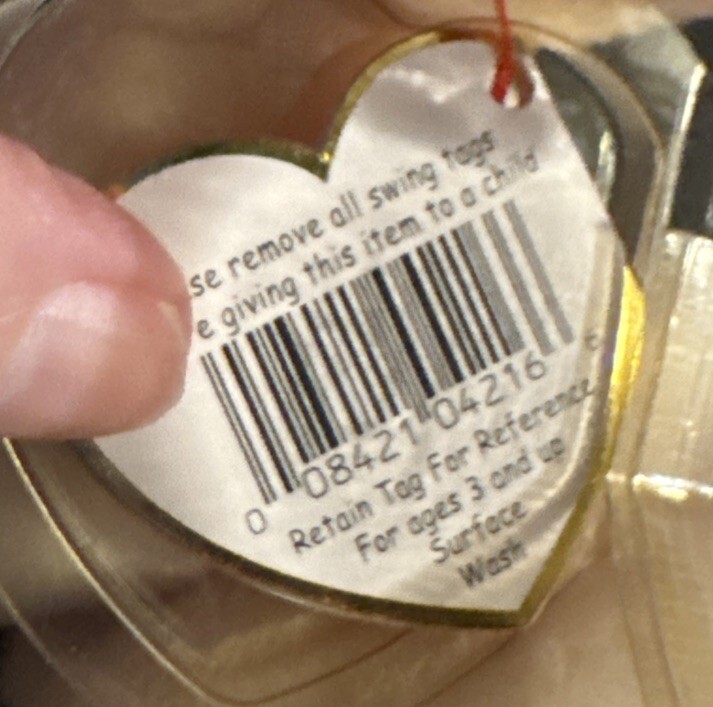 se remove all swing tags
e giving this item to a child
0 08421 04216 6
Retain Tag For Reference
For ages 3 and up
Surface
Wash